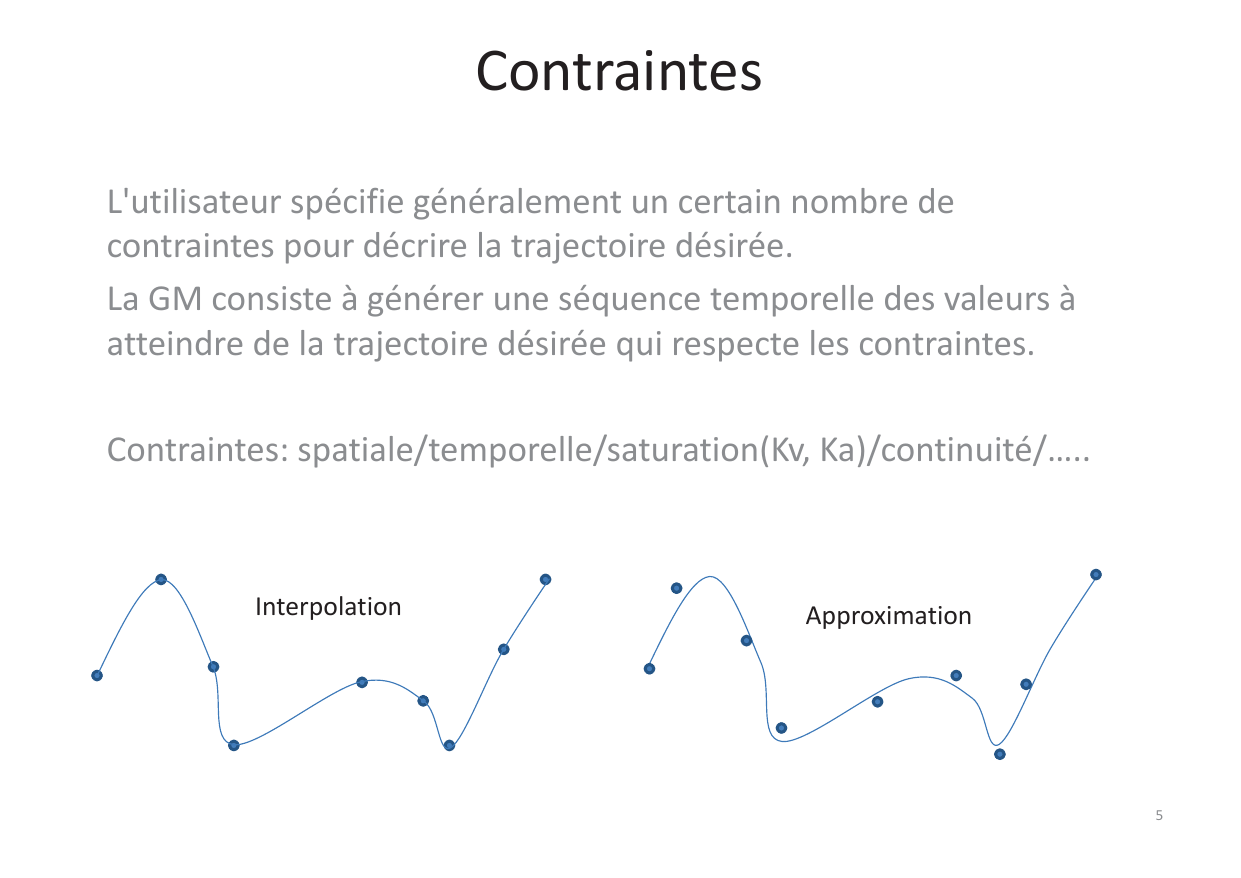 Contraintes
L'utilisateur spécifie généralement un certain nombre de
contraintes pour décrire la trajectoire désirée.
La GM consiste à générer une séquence temporelle des valeurs à
atteindre de la trajectoire désirée qui respecte les contraintes.
Contraintes: spatiale/temporelle/saturation(Kv, Ka)/continuité/…..
Interpolation
Approximation
5